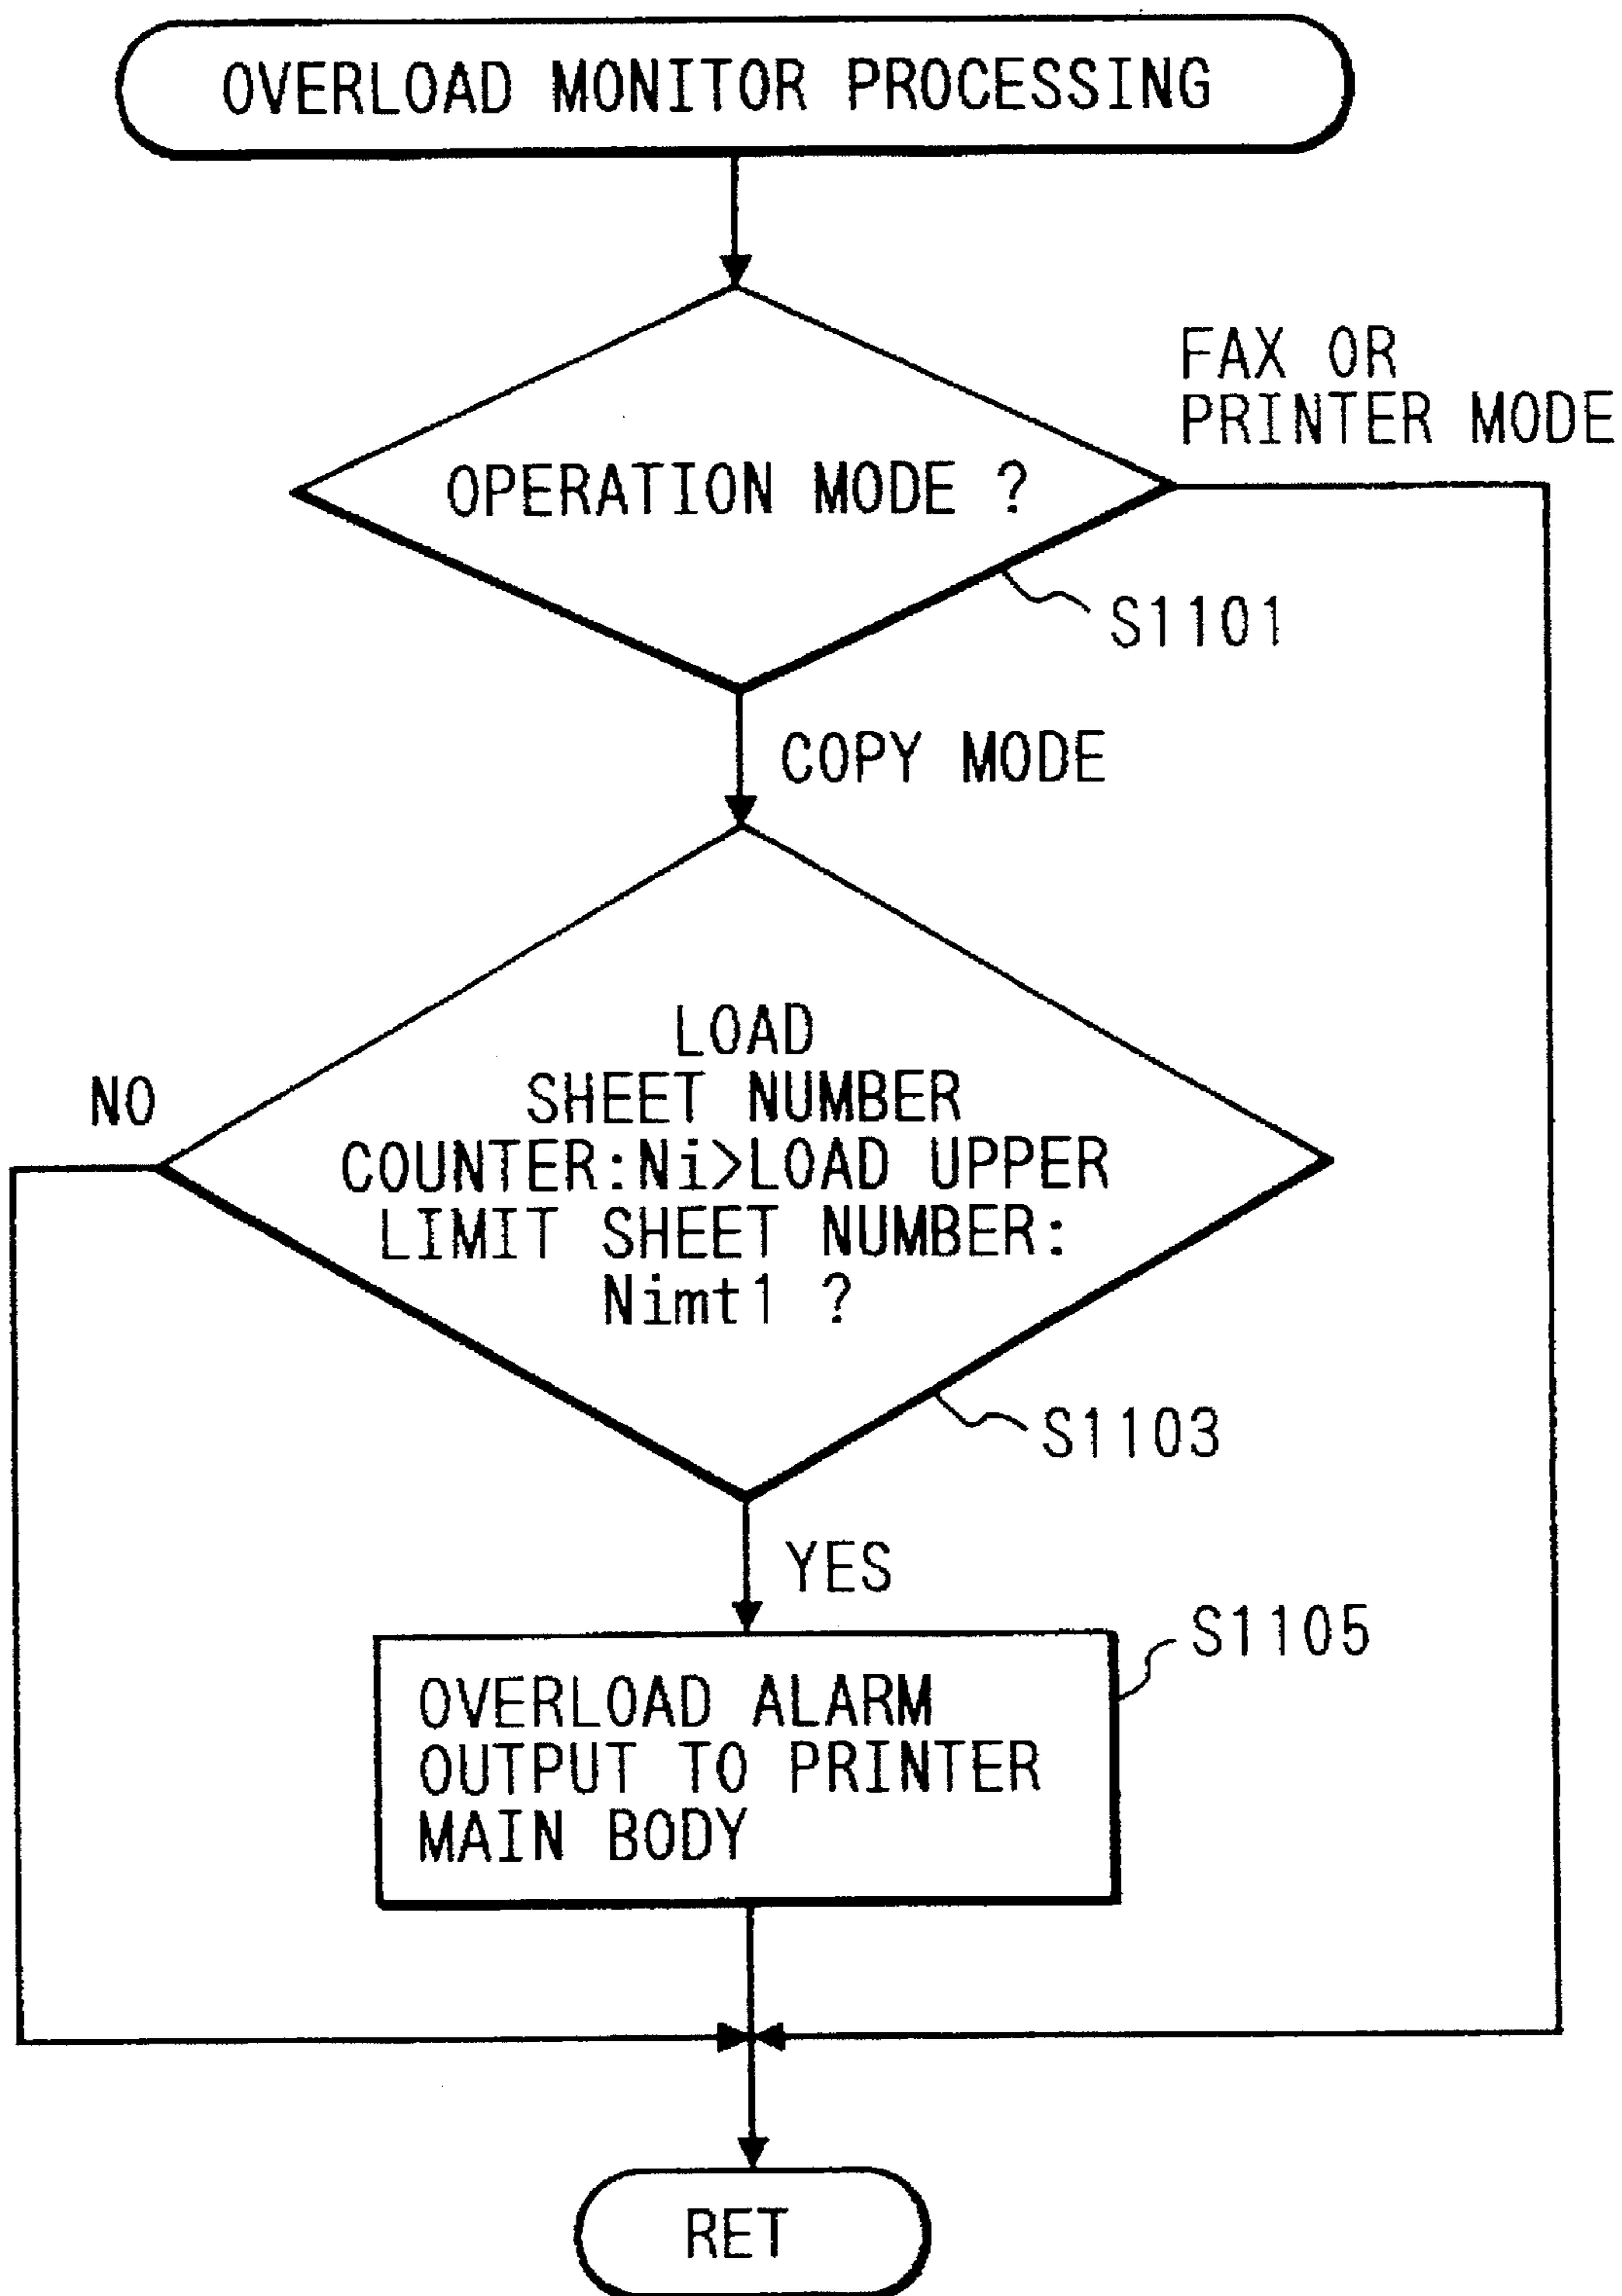 OVERLOAD MONITOR PROCESSING
FAX OR
PRINTER MODE
OPERATION MODE ?
S1101
COPY MODE
LOAD
SHEET NUMBER
COUNTER:Ni>LOAD UPPER
LIMIT SHEET NUMBER:
Nimt1 ?
NO
S1103
YES
S1105
OVERLOAD ALARM
OUTPUT TO PRINTER
MAIN BODY
RET